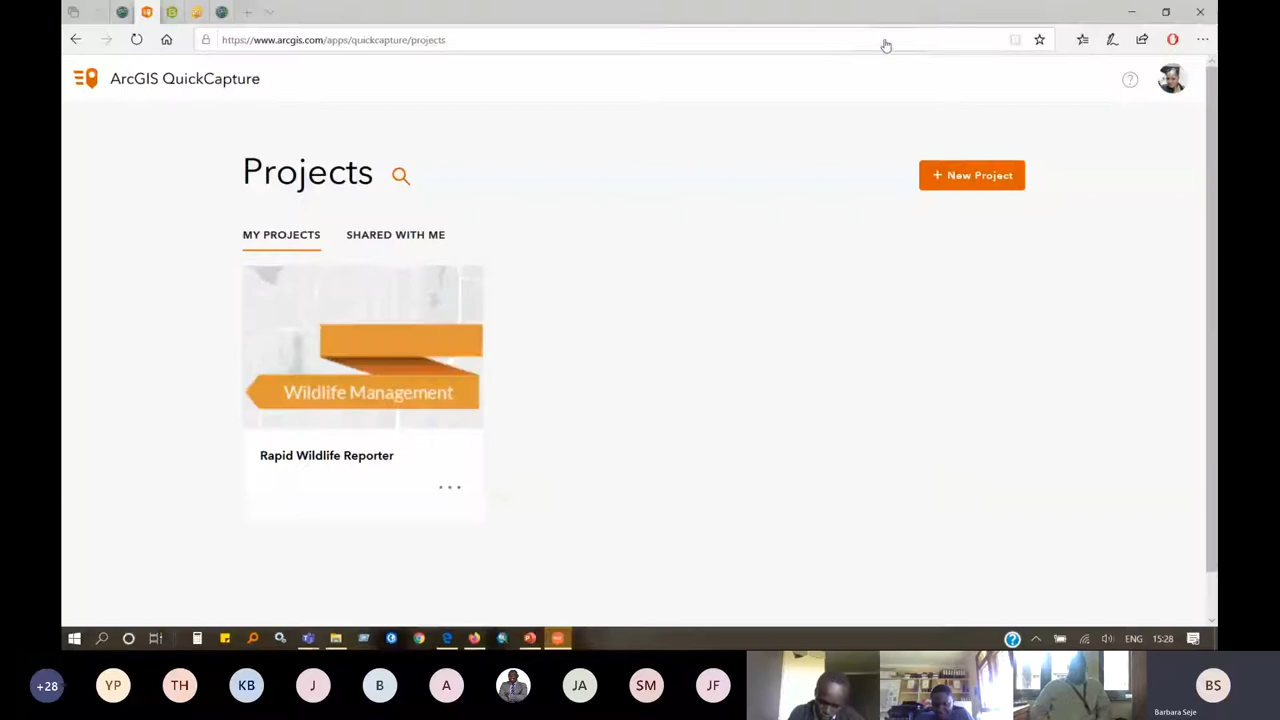 https://www.arcgis.com/apps/quickcapture/projects
ArcGIS QuickCapture
?
Projects
+ New Project
MY PROJECTS
SHARED WITH ME
Wildlife Management
Rapid Wildlife Reporter
...
ENG
15:28
+28
YP
TH
KB
J
B
A
JA
SM
JF
BS
Barbara Seje